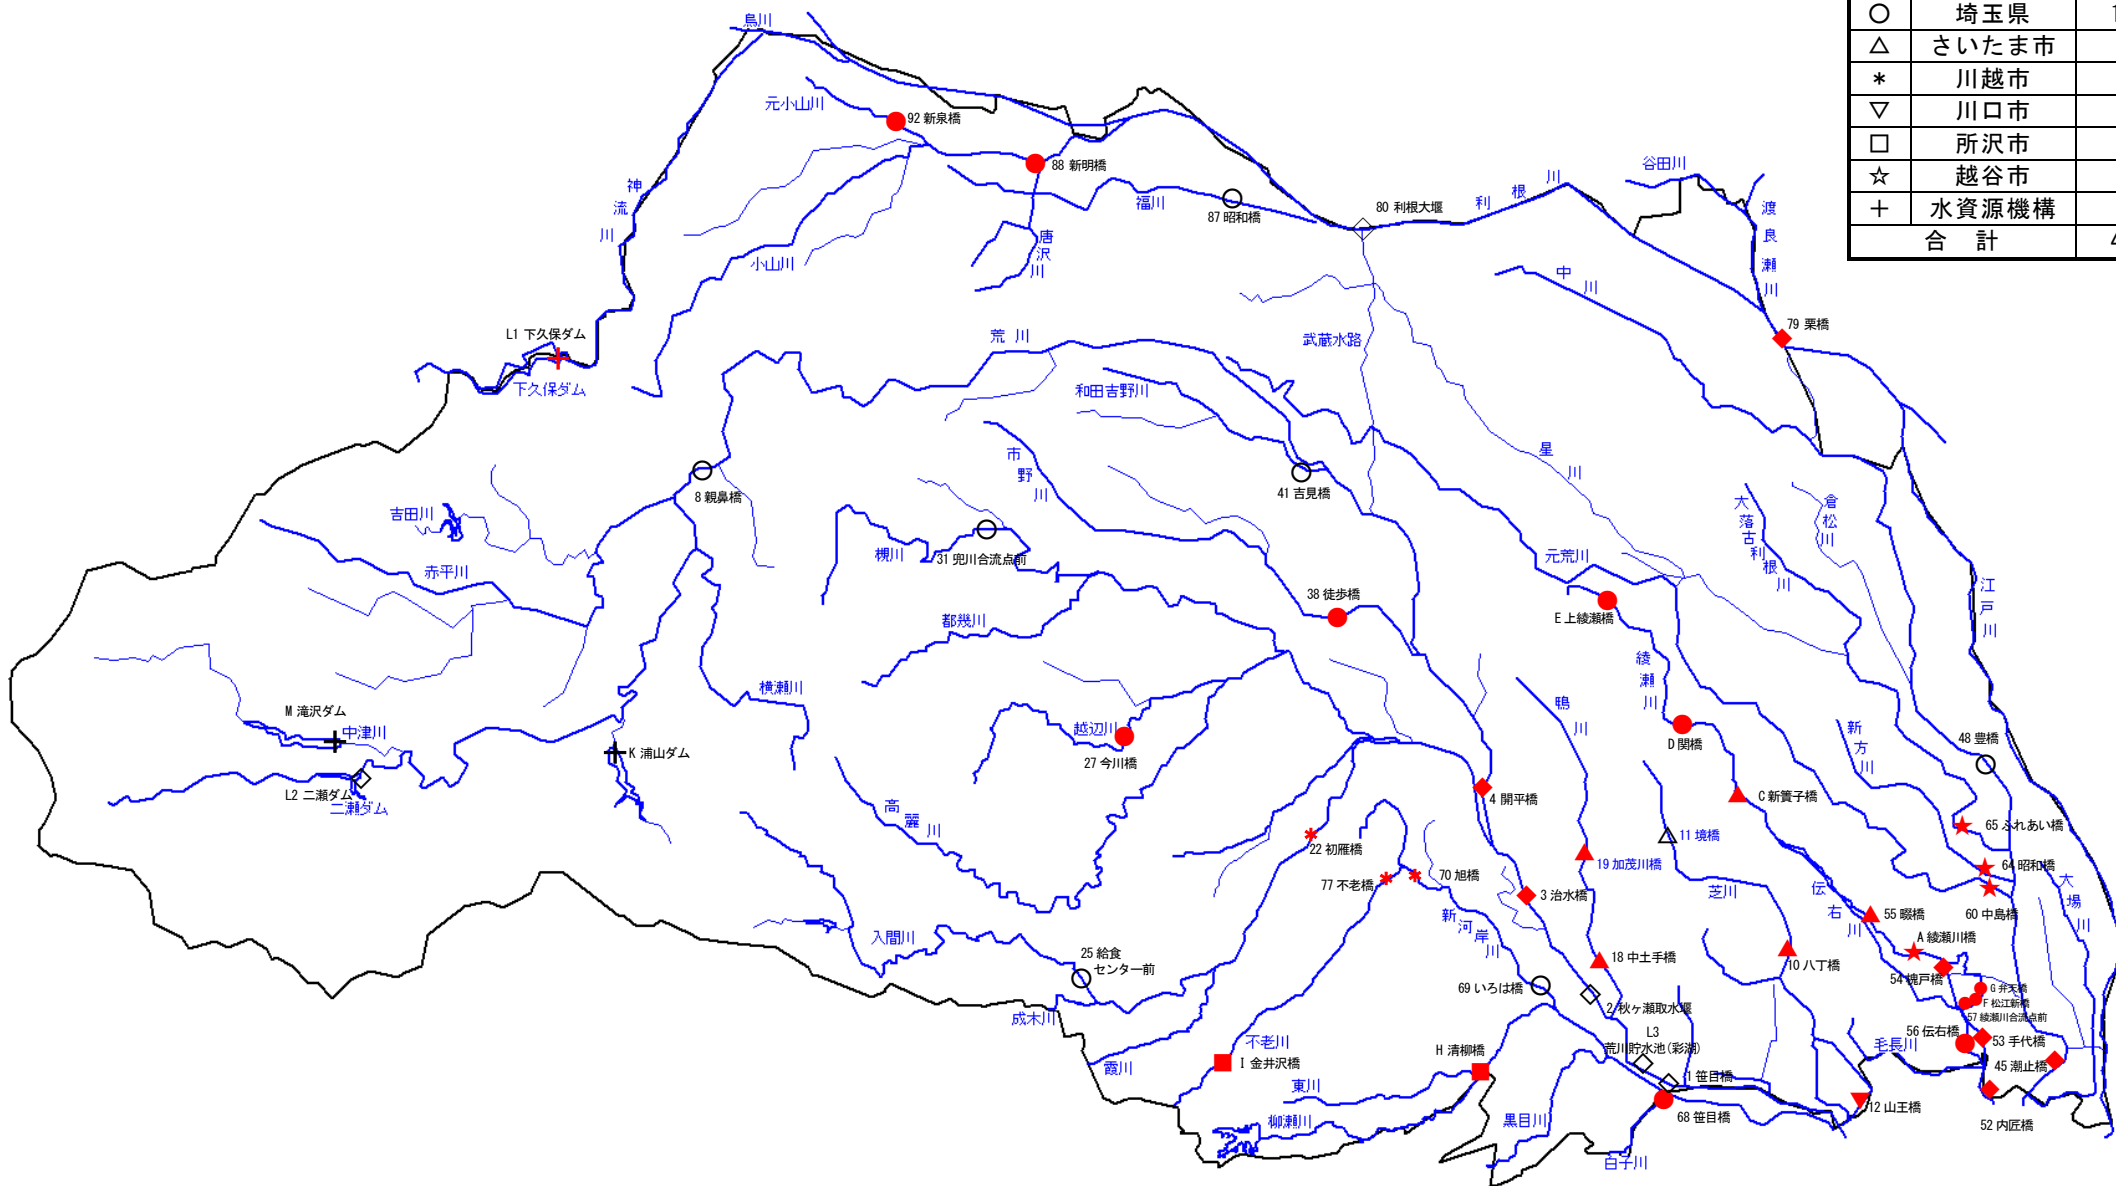 ○ 埼玉県 1
△ さいたま市
* 川越市
▽ 川口市
□ 所沢市
☆ 越谷市
+ 水資源機構
合 計 4
烏川
元小山川
92 新泉橋
88 新明橋
神流川
福川
87 昭和橋
80 利根大堰
利根川
谷田川
渡良瀬川
唐沢川
小山川
中川
79 栗橋
L1 下久保ダム
下久保ダム
荒川
武蔵水路
和田吉野川
市野川
星川
8 親鼻橋
41 吉見橋
大落古利根川
倉松川
吉田川
槻川
31 兜川合流点前
元荒川
赤平川
38 徒歩橋
E 上綾瀬橋
江戸川
都幾川
綾瀬川
横瀬川
鴨川
M 滝沢ダム
中津川
越辺川
27 今川橋
D 関橋
新方川
48 豊橋
K 浦山ダム
L2 二瀬ダム
二瀬ダム
4 開平橋
C 新簀子橋
高麗川
22 初雁橋
11 境橋
65 ふれあい橋
19 加茂川橋
64 昭和橋
77 不老橋
70 旭橋
3 治水橋
芝川
伝右川
大場川
55 畷橋
60 中島橋
新河岸川
入間川
A 綾瀬川橋
25 給食
センター前
18 中土手橋
10 八丁橋
54 槐戸橋
69 いろは橋
G 弁天橋
F 松江新橋
2 秋ヶ瀬取水堰
57 綾瀬川合流点前
成木川
L3
荒川貯水池(彩湖)
56 伝右橋
53 手代橋
毛長川
不老川
H 清柳橋
霞川
I 金井沢橋
45 潮止橋
1 笹目橋
東川
12 山王橋
柳瀬川
黒目川
68 笹目橋
52 内匠橋
白子川